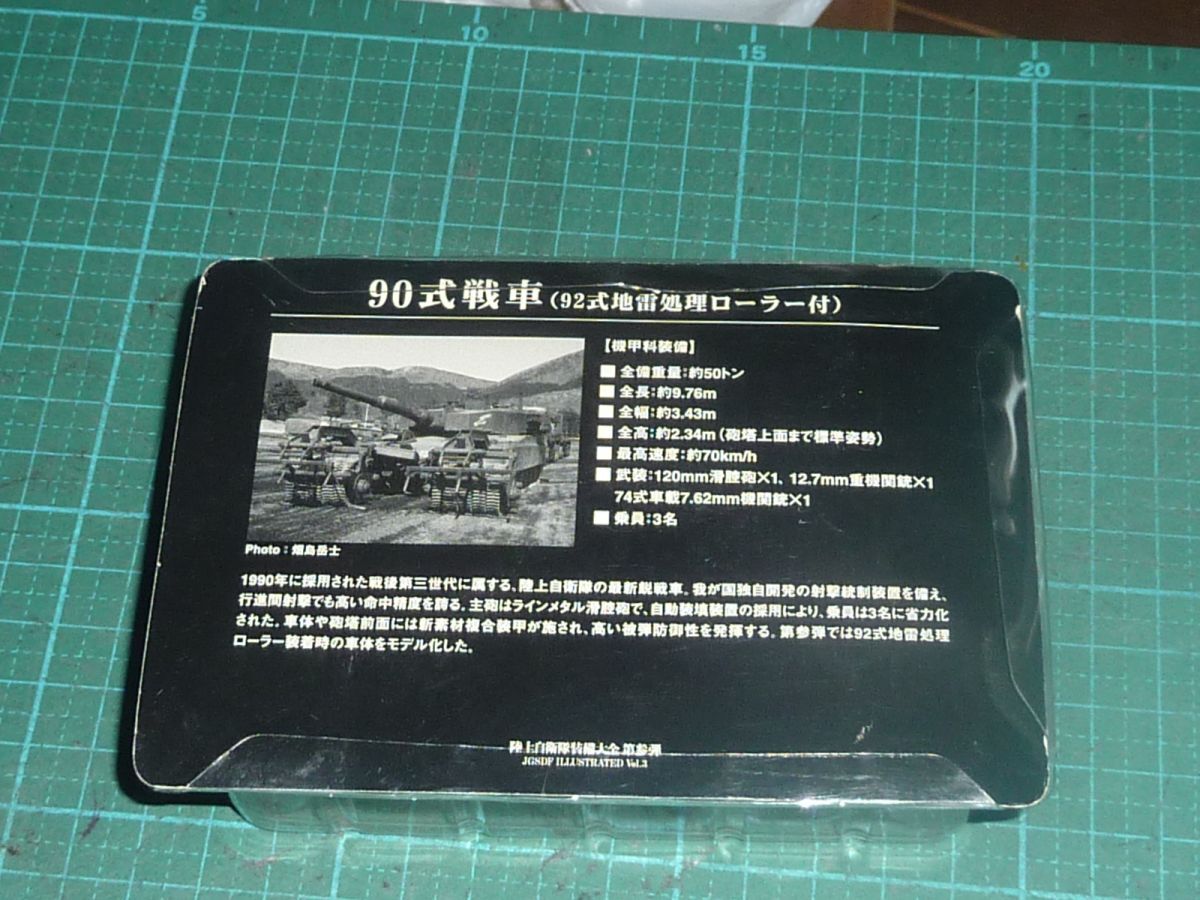 5
10
15
20
90式戦車(92式地雷処理ローラー付)
【機甲科装備】
■ 全備重量:約50トン
■ 全長:約9.76m
■ 全幅:約3.43m
■ 全高:約2.34m(砲塔上面まで標準姿勢)
■ 最高速度:約70km/h
■ 武装:120mm滑腔砲×1、12.7mm重機関銃×1
74式車載7.62mm機関銃×1
■ 乗員:3名
Photo:畑島岳士
1990年に採用された戦後第三世代に属する、陸上自衛隊の最新鋭戦車。我が国独自開発の射撃統制装置を備え、
行進間射撃でも高い命中精度を誇る。主砲はラインメタル滑腔砲で、自動装填装置の採用により、乗員は3名に省力化
された。車体や砲塔前面には新素材複合装甲が施され、高い被弾防御性を発揮する。第参弾では92式地雷処理
ローラー装着時の車体をモデル化した。
陸上自衛隊装備大全 第参弾
JGSDF ILLUSTRATED Vol.3